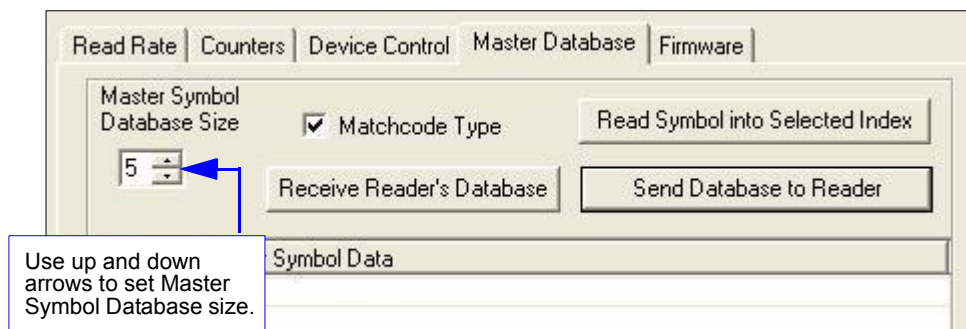 Read Rate Counters Device Control Master Database Firmware
Master Symbol
Database Size
Matchcode Type
Read Symbol into Selected Index
5
Receive Reader's Database
Send Database to Reader
Symbol Data
Use up and down
arrows to set Master
Symbol Database size.